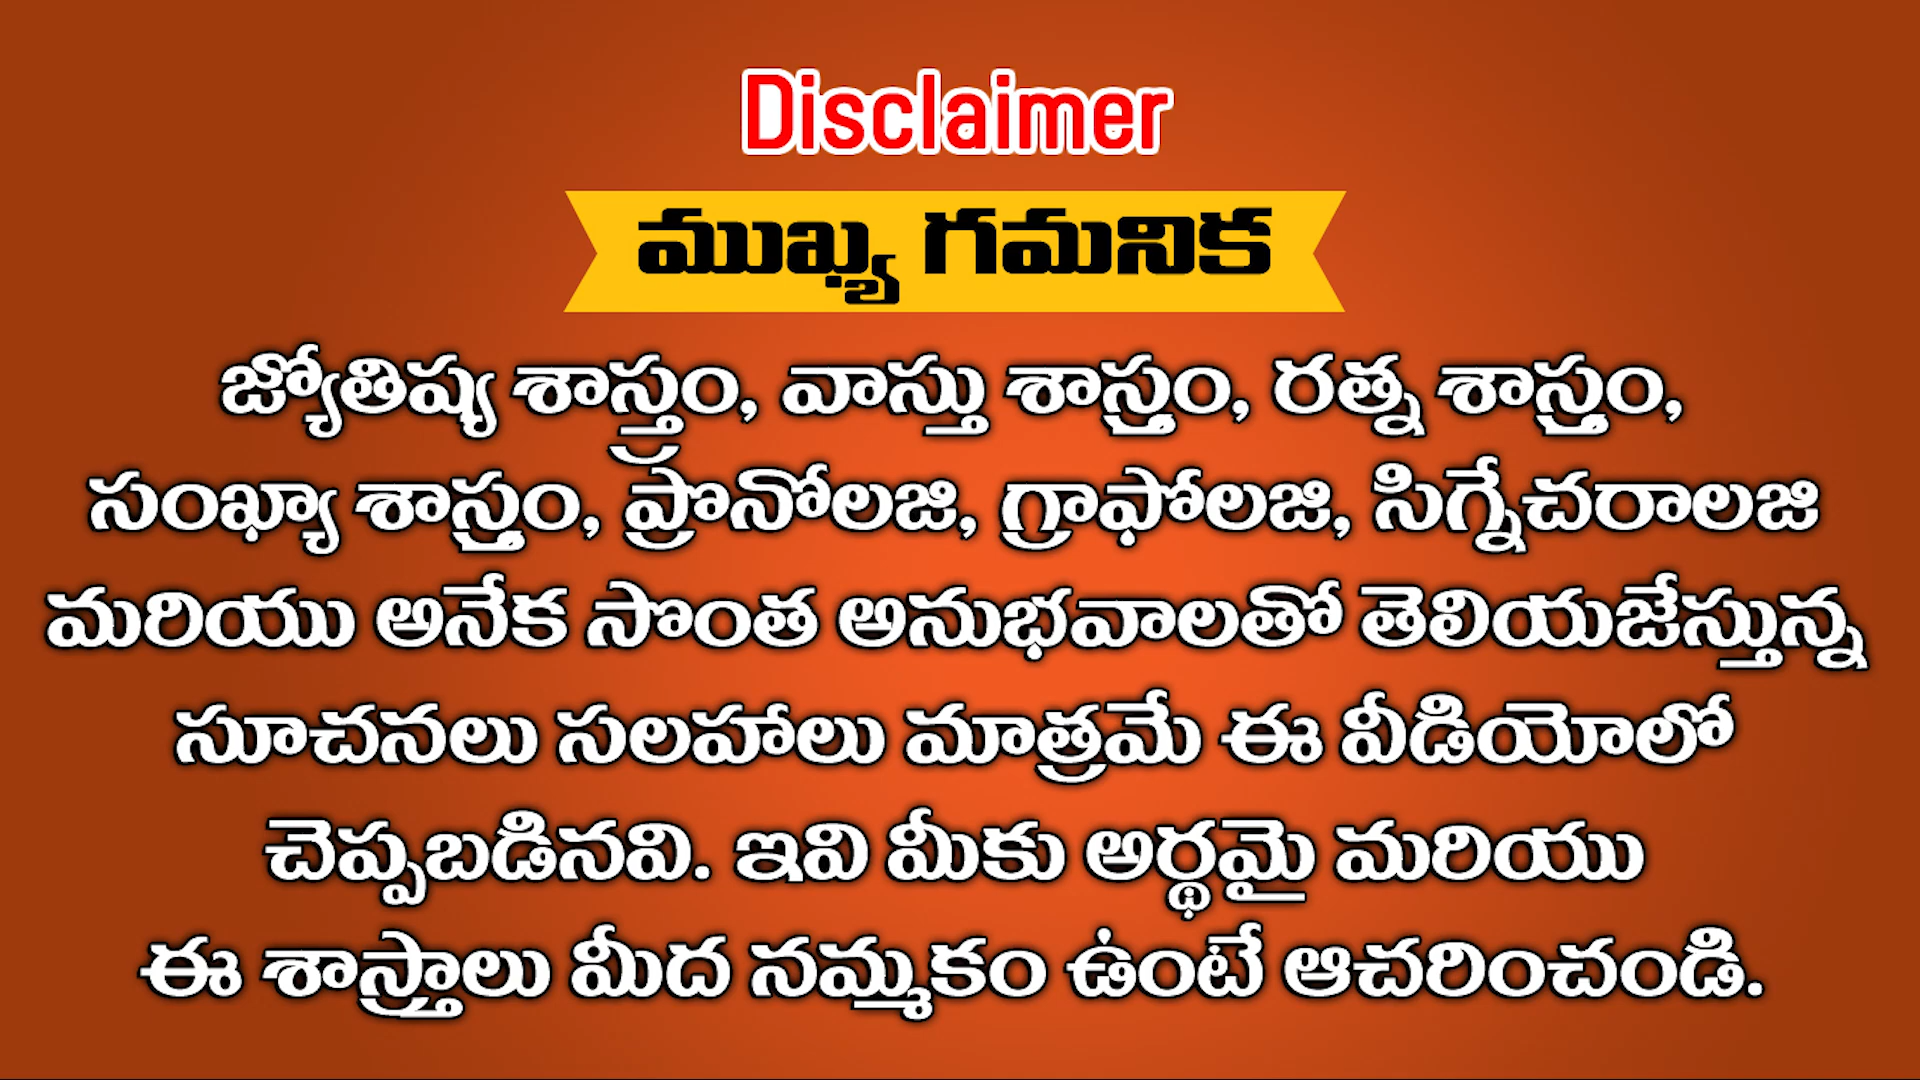 Disclaimer
ముఖ్య గమనిక
జ్యోతిష్య శాస్త్రం, వాస్తు శాస్త్రం, రత్న శాస్త్రం,
సంఖ్యా శాస్త్రం, ప్రొనోలజి, గ్రాఫోలజి, సిగ్నేచరాలజి
మరియు అనేక సొంత అనుభవాలతో తెలియజేస్తున్న
సూచనలు సలహాలు మాత్రమే ఈ వీడియోలో
చెప్పబడినవి. ఇవి మీకు అర్థమై మరియు
ఈ శాస్త్రాలు మీద నమ్మకం ఉంటే ఆచరించండి.